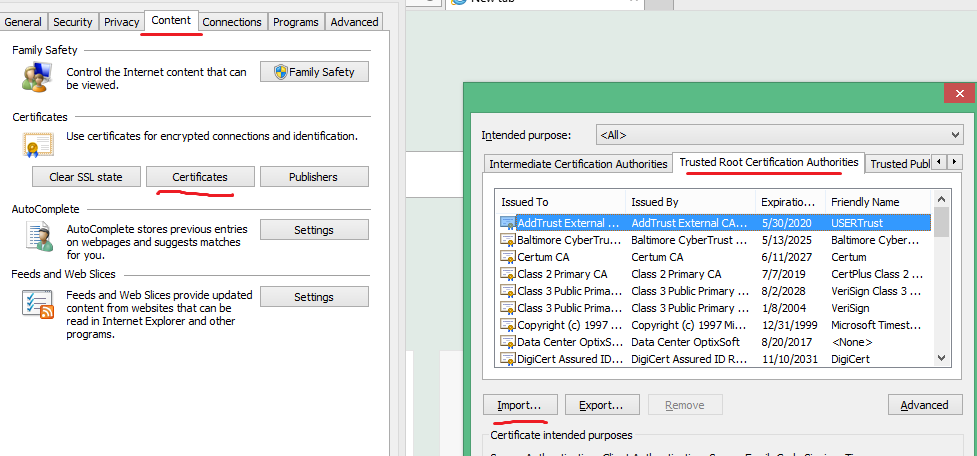 New tab
General Security Privacy Content Connections Programs Advanced
Family Safety
Control the Internet content that can
be viewed.
Family Safety
Certificates
Use certificates for encrypted connections and identification.
Clear SSL state Certificates Publishers
AutoComplete
AutoComplete stores previous entries
on webpages and suggests matches
for you.
Settings
Feeds and Web Slices
Feeds and Web Slices provide updated
content from websites that can be
read in Internet Explorer and other
programs.
Settings
Intended purpose: <All>
Intermediate Certification Authorities Trusted Root Certification Authorities Trusted Publ
Issued To Issued By Expiratio... Friendly Name
AddTrust External ... AddTrust External CA... 5/30/2020 USERTrust
Baltimore CyberTru... Baltimore CyberTrust ... 5/13/2025 Baltimore Cyber...
Certum CA Certum CA 6/11/2027 Certum
Class 2 Primary CA Class 2 Primary CA 7/7/2019 CertPlus Class 2 ...
Class 3 Public Prima... Class 3 Public Primary ... 8/2/2028 VeriSign Class 3 ...
Class 3 Public Prima... Class 3 Public Primary ... 1/8/2004 VeriSign
Copyright (c) 1997 ... Copyright (c) 1997 Mi... 12/31/1999 Microsoft Timest...
Data Center OptixS... Data Center OptixSoft 8/20/2017 <None>
DigiCert Assured ID... DigiCert Assured ID R... 11/10/2031 DigiCert
Import... Export... Remove Advanced
Certificate intended purposes